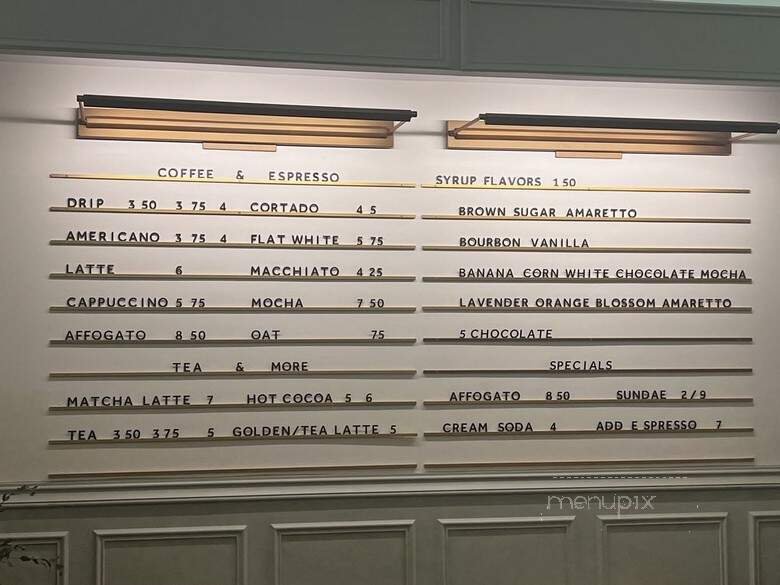 COFFEE & ESPRESSO
DRIP 3 50 3 75 4 CORTADO 4 5
AMERICANO 3 75 4 FLAT WHITE 5 75
LATTE 6 MACCHIATO 4 25
CAPPUCCINO 5 75 MOCHA 7 50
AFFOGATO 8 50 OAT 75
TEA & MORE
MATCHA LATTE 7 HOT COCOA 5 6
TEA 3 50 3 75 5 GOLDEN/TEA LATTE 5
SYRUP FLAVORS 1 50
BROWN SUGAR AMARETTO
BOURBON VANILLA
BANANA CORN WHITE CHOCOLATE MOCHA
LAVENDER ORANGE BLOSSOM AMARETTO
5 CHOCOLATE
SPECIALS
AFFOGATO 8 50 SUNDAE 2/9
CREAM SODA 4 ADD E SPRESSO 7
menupix